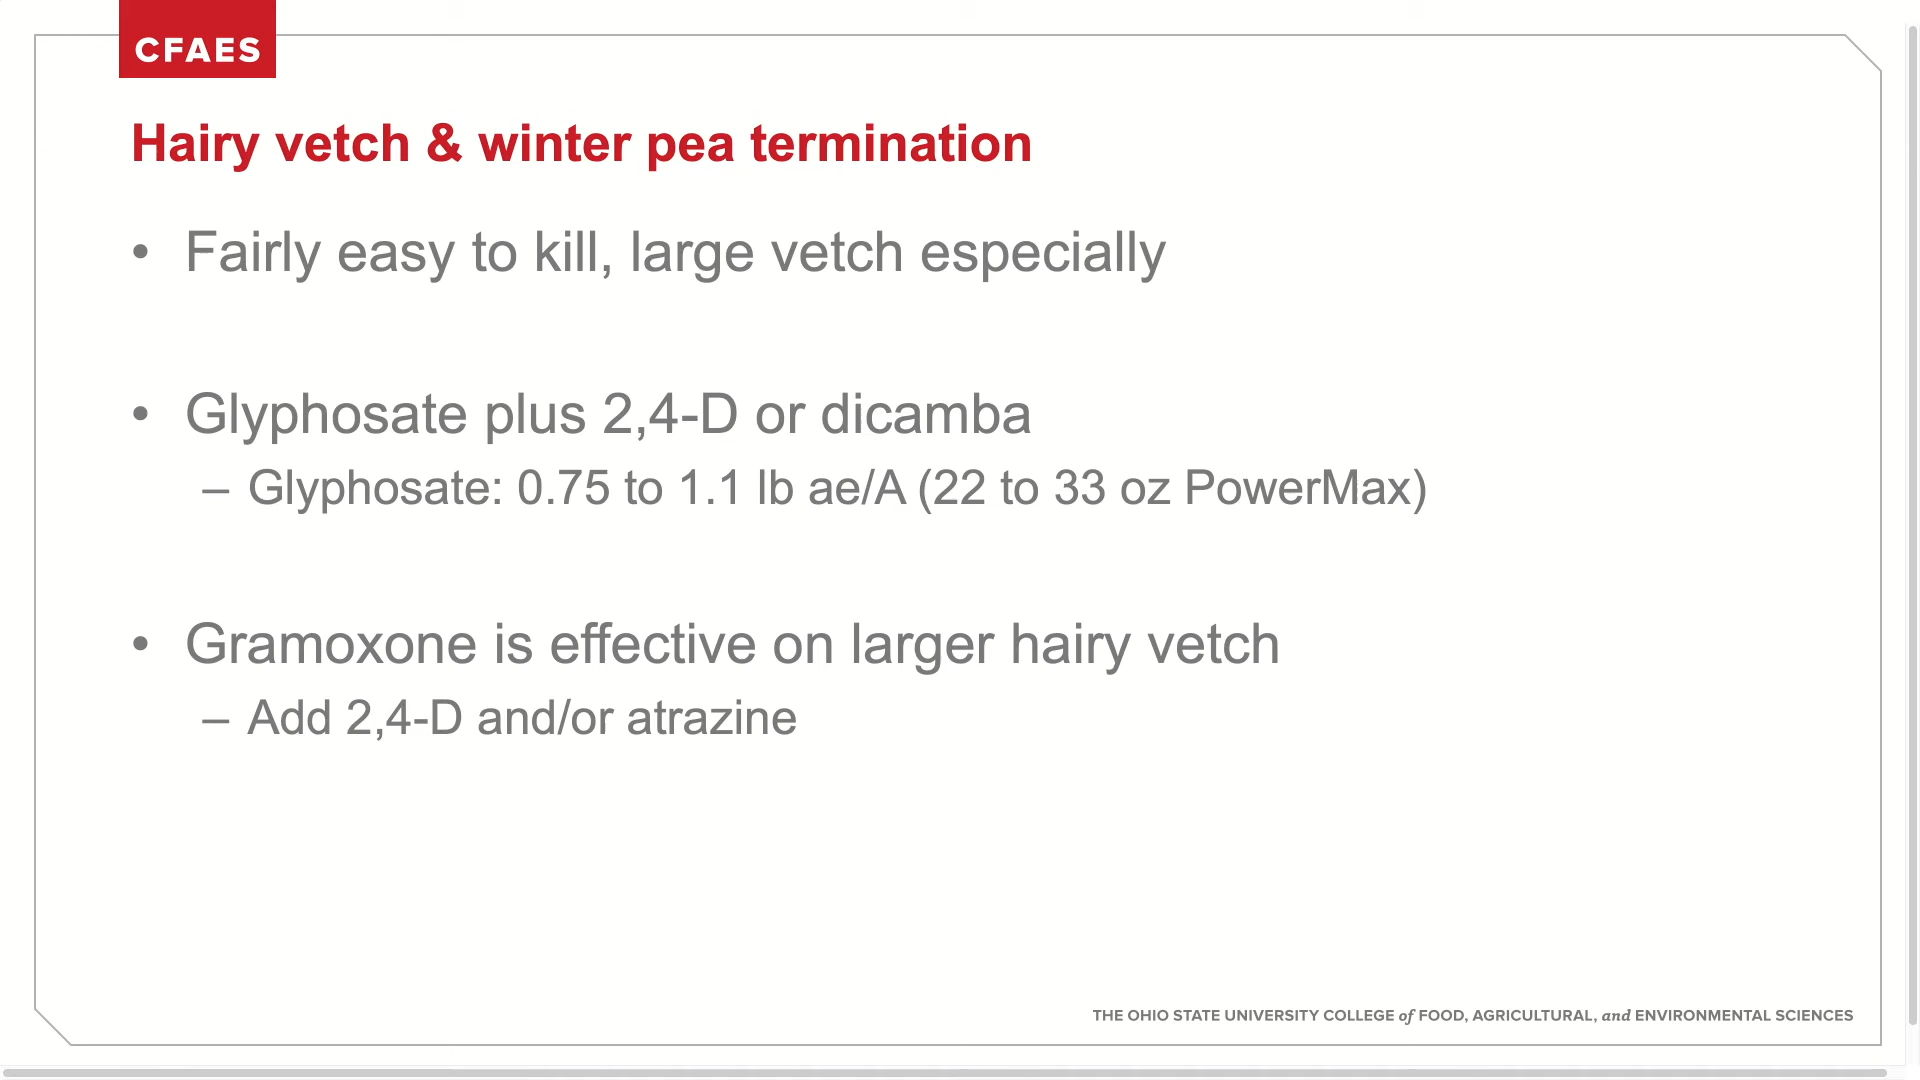 CFAES
Hairy vetch & winter pea termination
• Fairly easy to kill, large vetch especially
• Glyphosate plus 2,4-D or dicamba
– Glyphosate: 0.75 to 1.1 lb ae/A (22 to 33 oz PowerMax)
• Gramoxone is effective on larger hairy vetch
– Add 2,4-D and/or atrazine
THE OHIO STATE UNIVERSITY COLLEGE of FOOD, AGRICULTURAL, and ENVIRONMENTAL SCIENCES